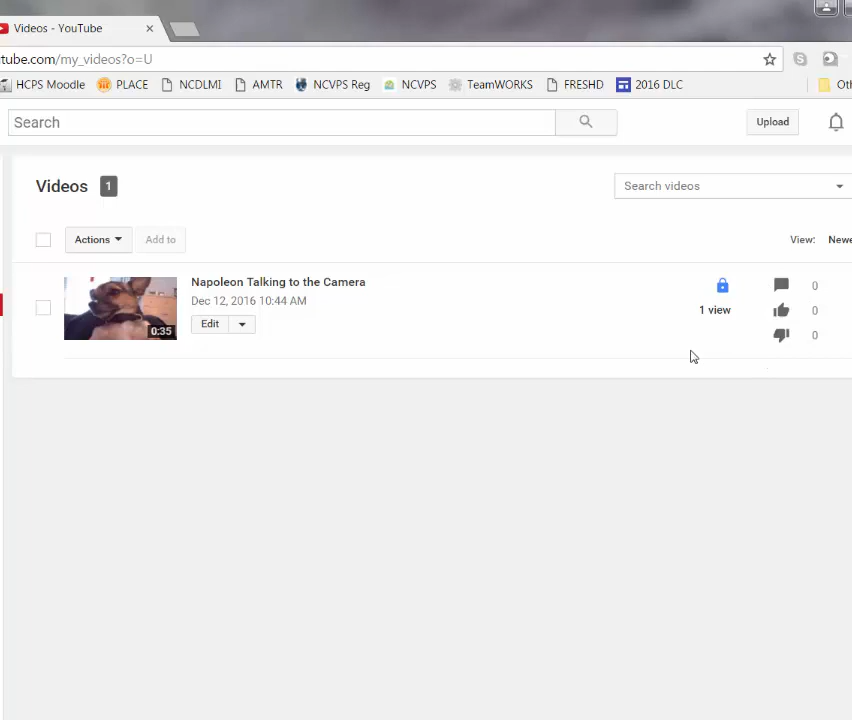 Videos - YouTube
tube.com/my_videos?o=U
HCPS Moodle PLACE NCDLMI AMTR NCVPS Reg NCVPS TeamWORKS FRESHD 2016 DLC Oth
Search Upload
Videos 1 Search videos
Actions Add to View: Newe
Napoleon Talking to the Camera 0
Dec 12, 2016 10:44 AM 1 view 0
0:35 Edit 0